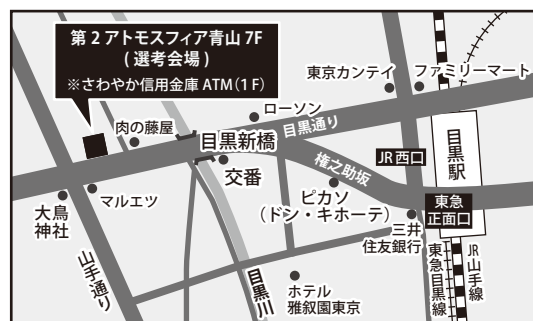 第2アトモスフィア青山 7F
(選考会場)
※さわやか信用金庫 ATM(1F)
東京カンテイ
ファミリーマート
ローソン
肉の藤屋
目黒新橋
目黒通り
権之助坂
JR西口
目黒駅
交番
ピカソ
(ドン・キホーテ)
東急
正面口
三井
住友銀行
マルエツ
大鳥
神社
山手通り
目黒川
ホテル
雅叙園東京
東急目黒線
JR山手線